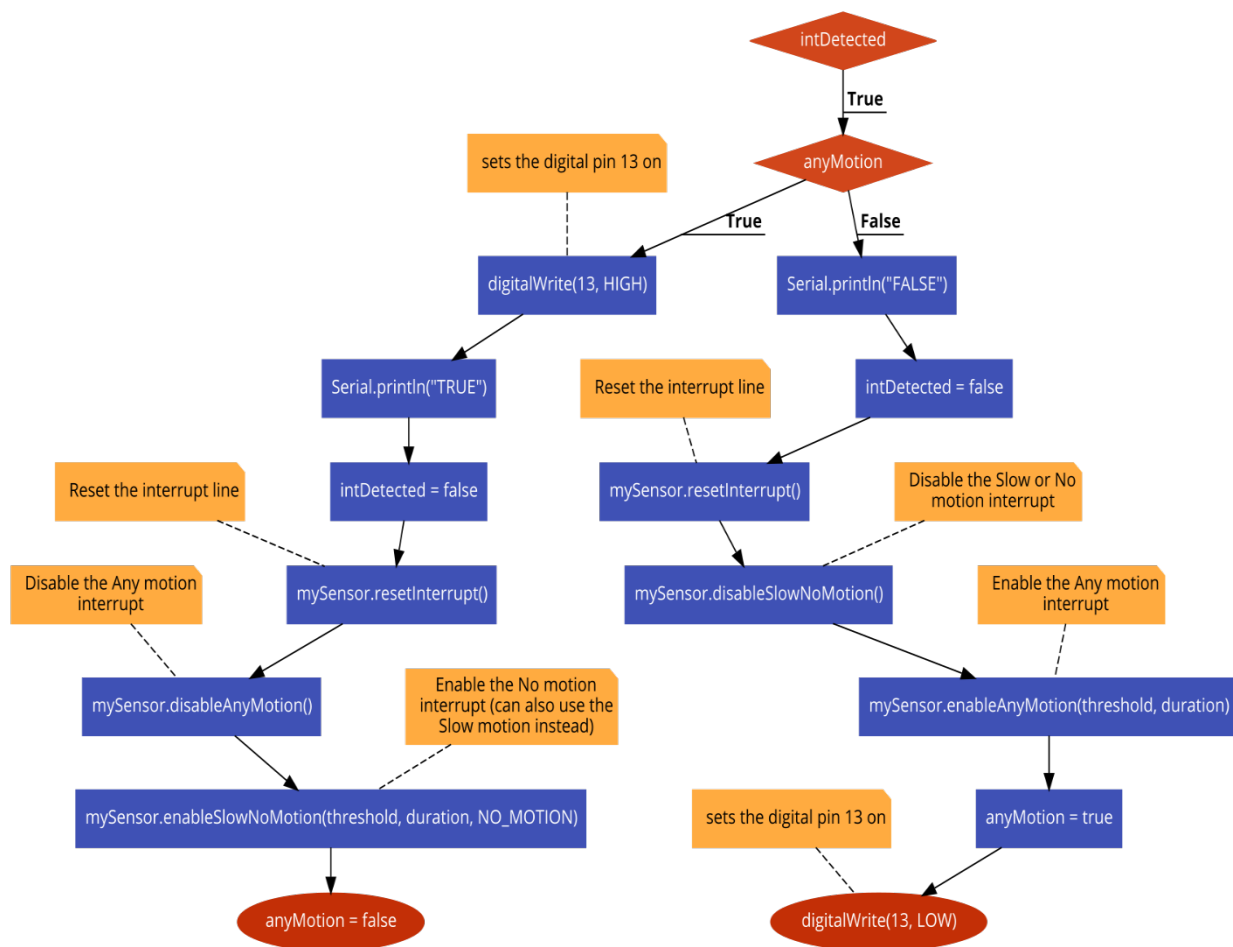 intDetected
True
anyMotion
sets the digital pin 13 on
True
False
digitalWrite(13, HIGH)
Serial.println("FALSE")
Serial.println("TRUE")
Reset the interrupt line
intDetected = false
Reset the interrupt line
intDetected = false
mySensor.resetInterrupt()
Disable the Slow or No
motion interrupt
Disable the Any motion
interrupt
mySensor.resetInterrupt()
mySensor.disableSlowNoMotion()
Enable the Any motion
interrupt
mySensor.disableAnyMotion()
Enable the No motion
interrupt (can also use the
Slow motion instead)
mySensor.enableAnyMotion(threshold, duration)
mySensor.enableSlowNoMotion(threshold, duration, NO_MOTION)
sets the digital pin 13 on
anyMotion = true
anyMotion = false
digitalWrite(13, LOW)